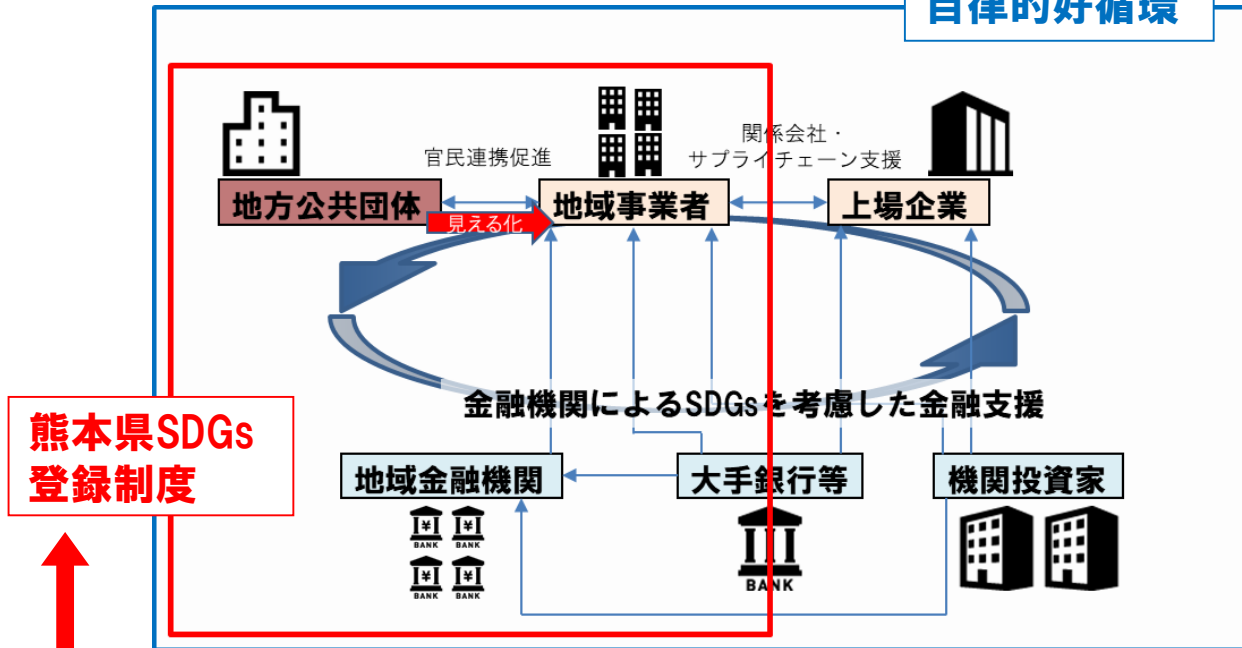 自律的好循環
関係会社・
官民連携促進
サプライチェーン支援
地方公共団体
地域事業者
上場企業
見える化
金融機関によるSDGsを考慮した金融支援
熊本県SDGs
登録制度
地域金融機関
大手銀行等
機関投資家
¥ ¥
BANK BANK
¥ ¥
BANK BANK
BANK